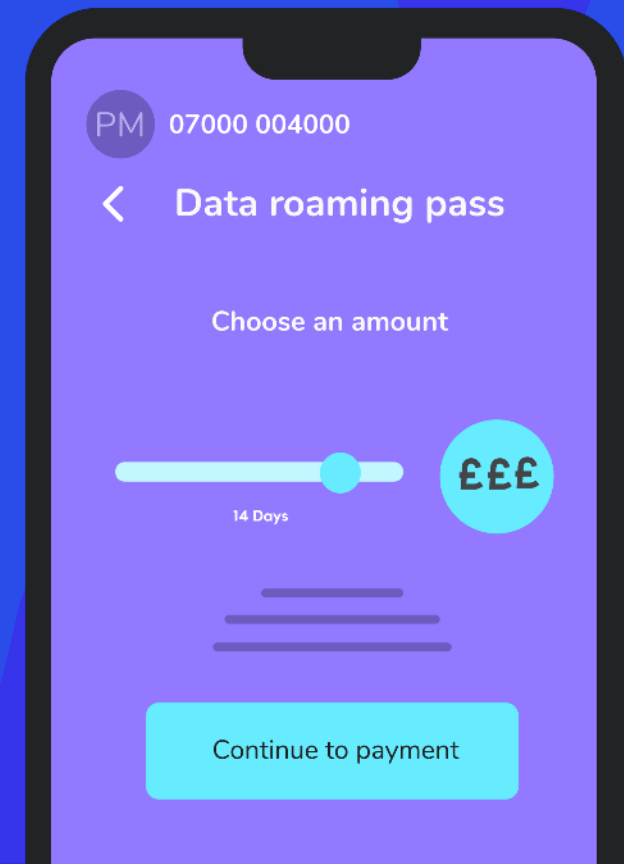 PM 07000 004000
Data roaming pass
Choose an amount
£££
14 Days
Continue to payment